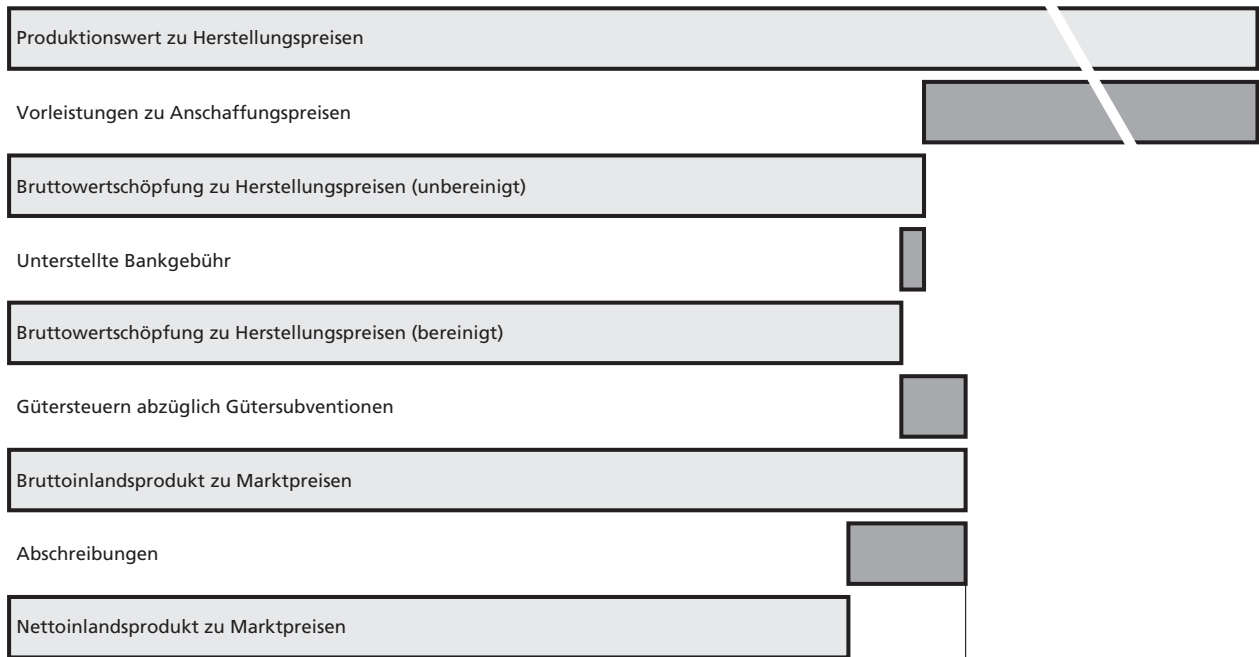 Produktionswert zu Herstellungspreisen
Vorleistungen zu Anschaffungspreisen
Bruttowertschöpfung zu Herstellungspreisen (unbereinigt)
Unterstellte Bankgebühr
Bruttowertschöpfung zu Herstellungspreisen (bereinigt)
Gütersteuern abzüglich Gütersubventionen
Bruttoinlandsprodukt zu Marktpreisen
Abschreibungen
Nettoinlandsprodukt zu Marktpreisen